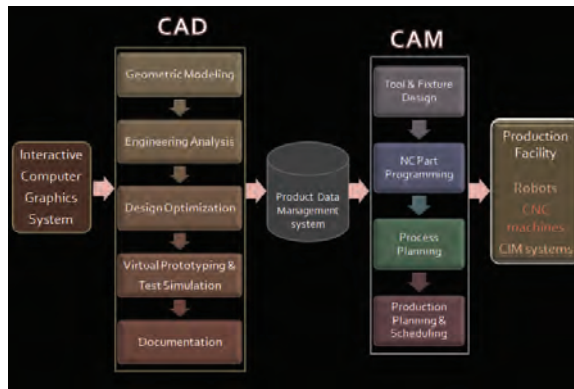 CAD
Geometric Modeling
Engineering Analysis
Design Optimization
Virtual Prototyping &
Test Simulation
Documentation
Interactive
Computer
Graphics
System
Product Data
Management
system
CAM
Tool & Fixture
Design
NC Part
Programming
Process
Planning
Production
Planning &
Scheduling
Production
Facility
Robots
CNC
machines
CIM systems